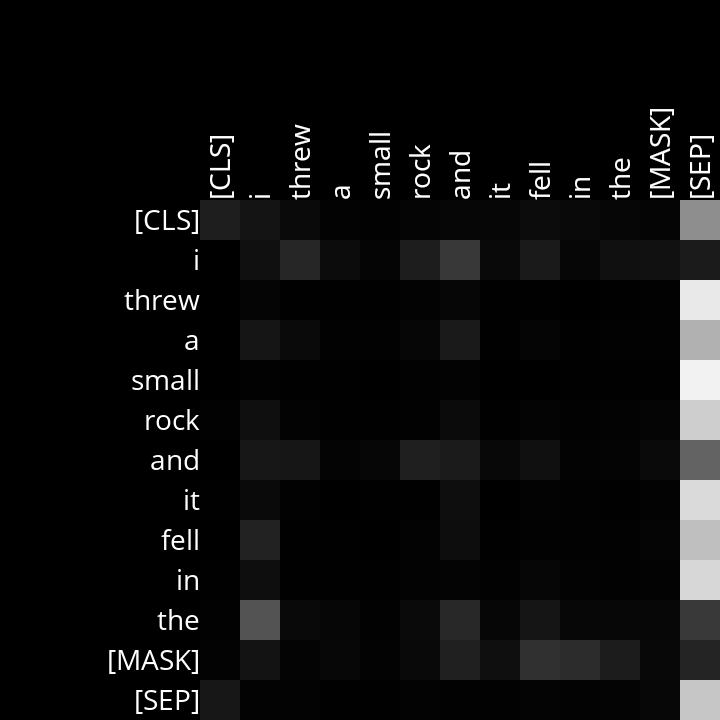 [CLS] i threw a small rock and it fell in the [MASK] [SEP]
[CLS]
i
threw
a
small
rock
and
it
fell
in
the
[MASK]
[SEP]